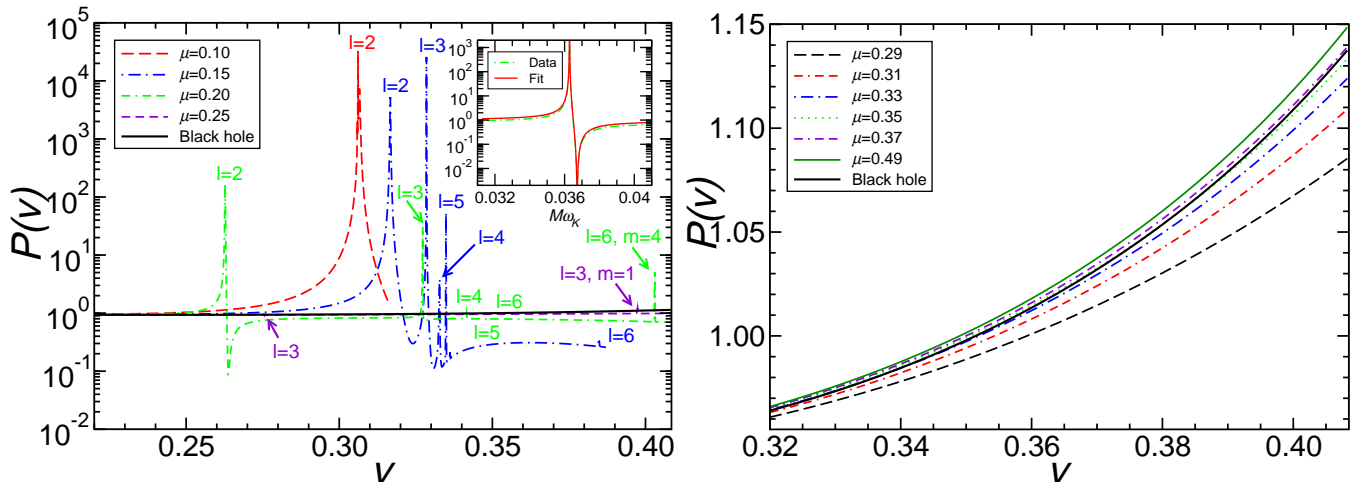 10^5
10^4
10^3
10^2
10^1
10^0
10^-1
10^-2
P(v)
0.25
0.30
0.35
0.40
v
μ=0.10
μ=0.15
μ=0.20
μ=0.25
Black hole
l=2
l=3
l=2
l=2
l=3
l=5
l=4
l=6, m=4
l=3, m=1
l=4
l=6
l=5
l=3
l=6
Data
Fit
10^3
10^2
10^1
10^0
10^-1
10^-2
0.032
0.036
0.04
Mω_K
1.15
1.10
1.05
1.00
P(v)
0.32
0.34
0.36
0.38
0.40
v
μ=0.29
μ=0.31
μ=0.33
μ=0.35
μ=0.37
μ=0.49
Black hole